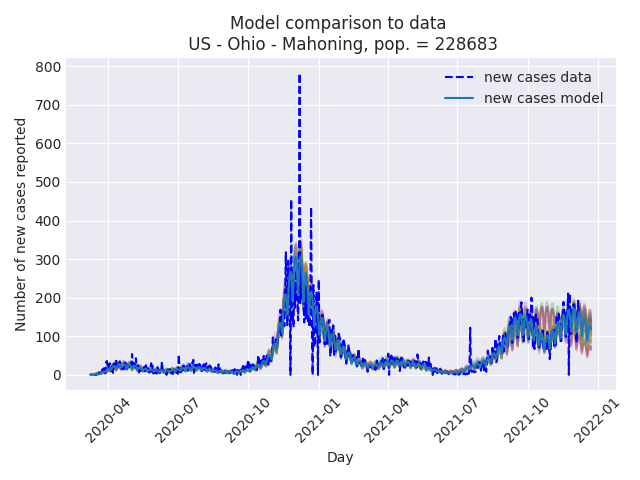 Model comparison to data
US - Ohio - Mahoning, pop. = 228683
new cases data
new cases model
Number of new cases reported
800
700
600
500
400
300
200
100
0
2020-04
2020-07
2020-10
2021-01
2021-04
2021-07
2021-10
2022-01
Day